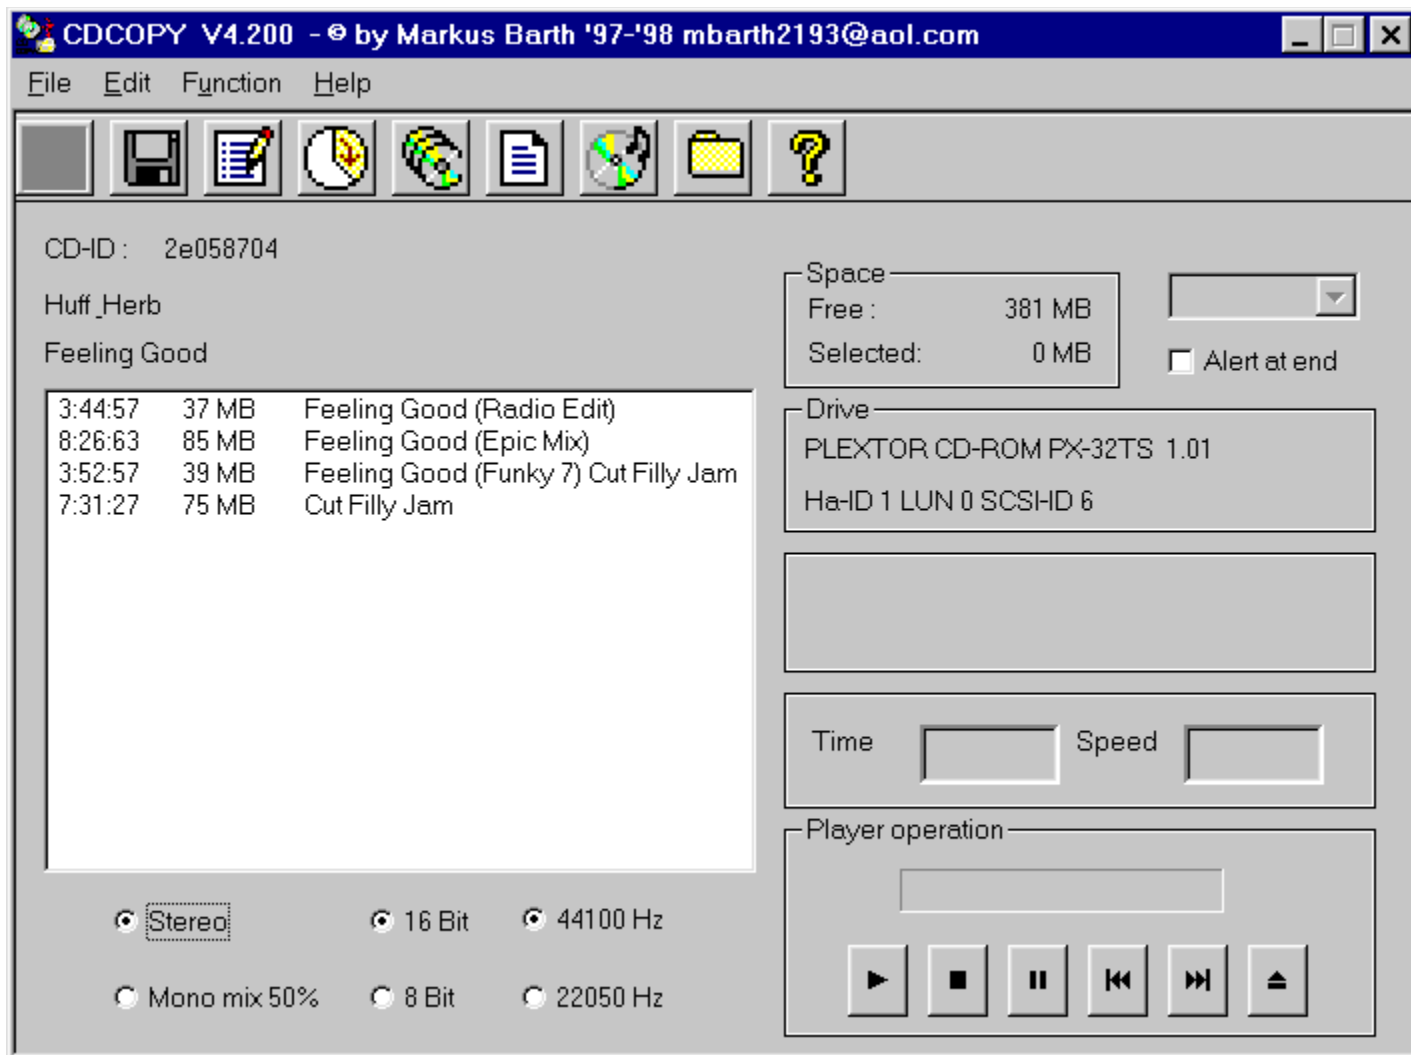 CDCOPY V4.200 - © by Markus Barth '97-'98 mbarth2193@aol.com
File Edit Function Help
CD-ID : 2e058704
Huff_Herb
Feeling Good
3:44:57 37 MB Feeling Good (Radio Edit)
8:26:63 85 MB Feeling Good (Epic Mix)
3:52:57 39 MB Feeling Good (Funky 7) Cut Filly Jam
7:31:27 75 MB Cut Filly Jam
Stereo 16 Bit 44100 Hz
Mono mix 50% 8 Bit 22050 Hz
Space
Free : 381 MB
Selected: 0 MB
Alert at end
Drive
PLEXTOR CD-ROM PX-32TS 1.01
Ha-ID 1 LUN 0 SCSI-ID 6
Time Speed
Player operation